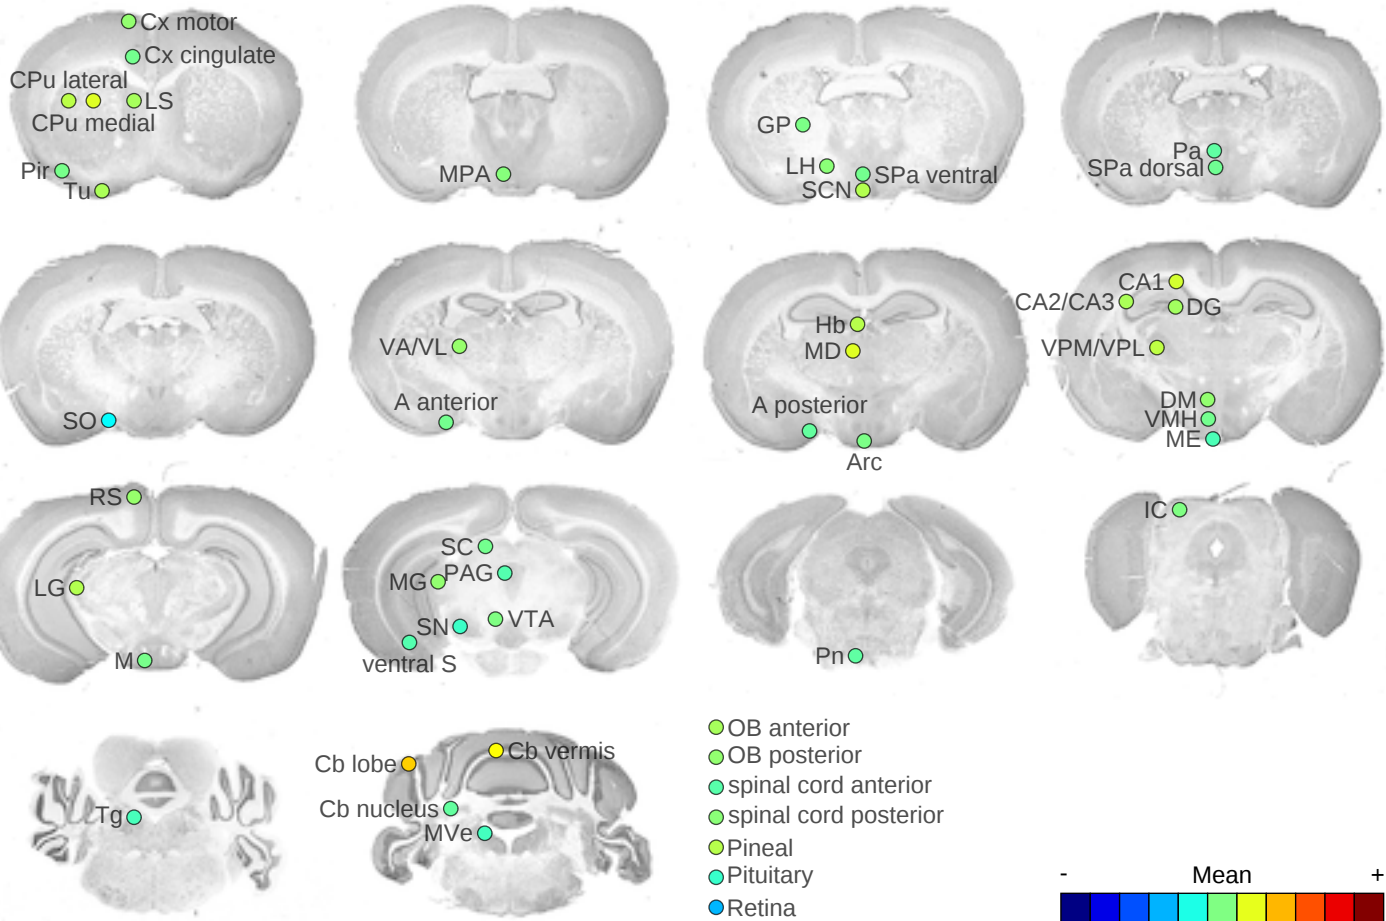 Cx motor
Cx cingulate
CPu lateral
LS
CPu medial
Pir
Tu
MPA
GP
LH
SPa ventral
SCN
Pa
SPa dorsal
SO
VA/VL
A anterior
Hb
MD
A posterior
Arc
CA1
CA2/CA3
DG
VPM/VPL
DM
VMH
ME
RS
LG
M
SC
PAG
MG
VTA
SN
ventral S
Pn
IC
Tg
Cb vermis
Cb lobe
Cb nucleus
MVe
OB anterior
OB posterior
spinal cord anterior
spinal cord posterior
Pineal
Pituitary
Retina
- Mean +